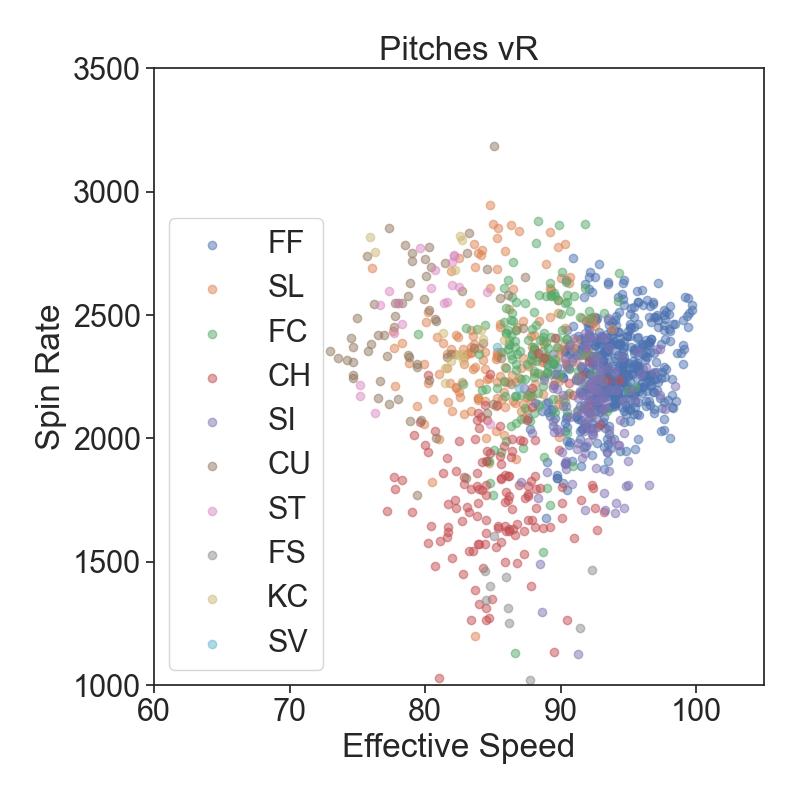 Pitches vR
3500
3000
2500
2000
1500
1000
Spin Rate
FF
SL
FC
CH
SI
CU
ST
FS
KC
SV
60 70 80 90 100
Effective Speed